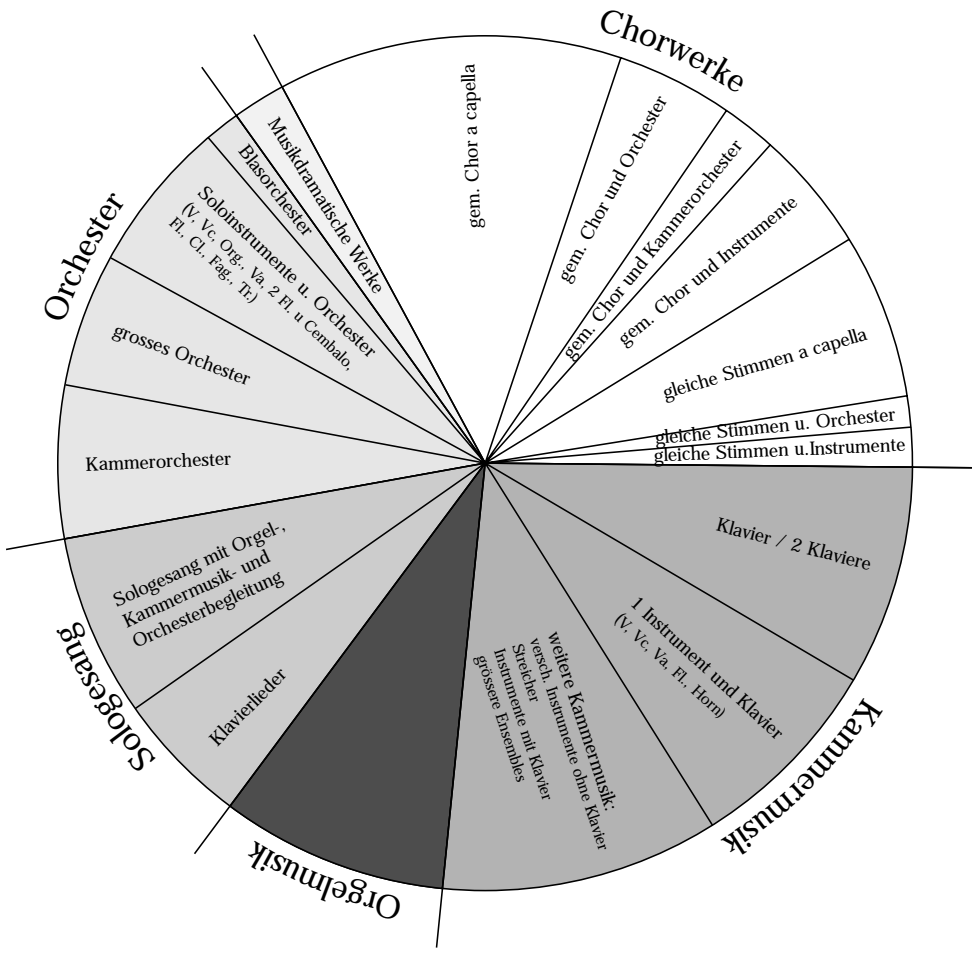 Chorwerke
gem. Chor a capella
gem. Chor und Orchester
gem. Chor und Kammerorchester
gem. Chor und Instrumente
gleiche Stimmen a capella
gleiche Stimmen u. Orchester
gleiche Stimmen u.Instrumente
Kammermusik
Klavier / 2 Klaviere
1 Instrument und Klavier
(V, Vc, Va, Fl., Horn)
weitere Kammermusik:
versch. Instrumente ohne Klavier
Streicher
Instrumente mit Klavier
grössere Ensembles
Orgelmusik
Sologesang
Klavierlieder
Sologesang mit Orgel-,
Kammermusik- und
Orchesterbegleitung
Orchester
Kammerorchester
grosses Orchester
Soloinstrumente u. Orchester
(V, Vc, Org., Va, 2 Fl. u Cembalo,
Fl., Cl., Fag., Tr.)
Blasorchester
Musikdramatische Werke